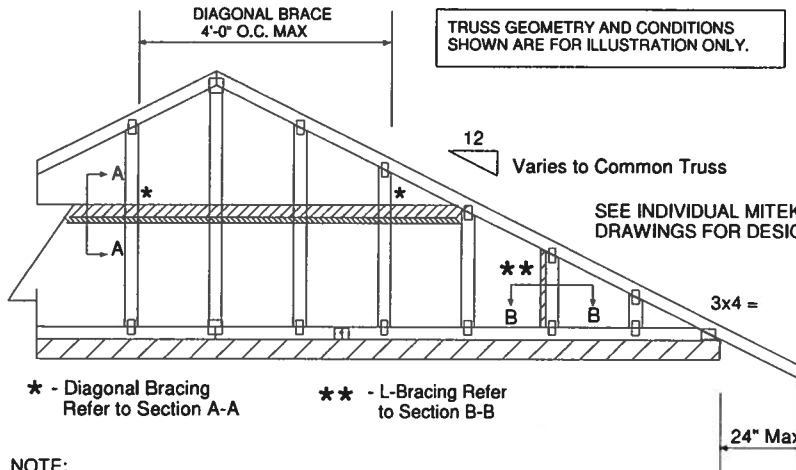 DIAGONAL BRACE
4'-0" O.C. MAX
TRUSS GEOMETRY AND CONDITIONS
SHOWN ARE FOR ILLUSTRATION ONLY.
12
Varies to Common Truss
A
*
*
A
SEE INDIVIDUAL MITEK
DRAWINGS FOR DESIG
**
B
B
3x4 =
* - Diagonal Bracing
Refer to Section A-A
** - L-Bracing Refer
to Section B-B
24" Max
NOTE: